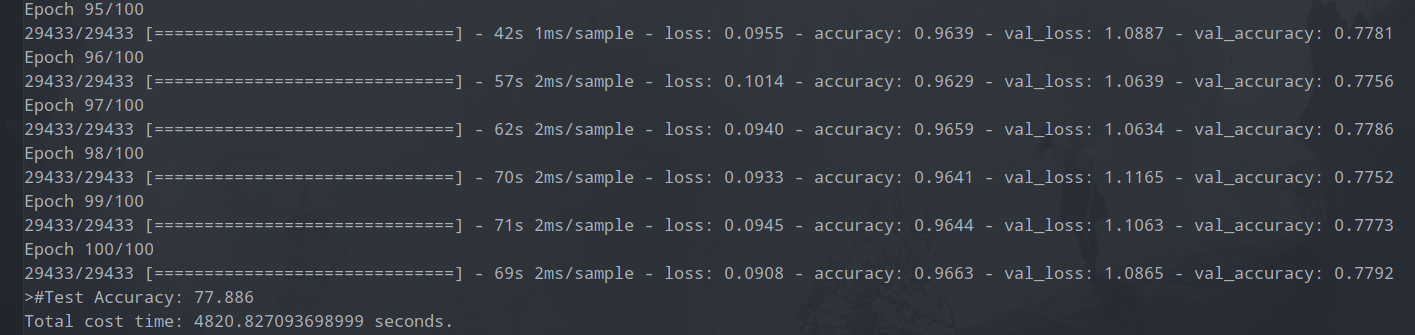 Epoch 95/100
29433/29433 [==============================] - 42s 1ms/sample - loss: 0.0955 - accuracy: 0.9639 - val_loss: 1.0887 - val_accuracy: 0.7781
Epoch 96/100
29433/29433 [==============================] - 57s 2ms/sample - loss: 0.1014 - accuracy: 0.9629 - val_loss: 1.0639 - val_accuracy: 0.7756
Epoch 97/100
29433/29433 [==============================] - 62s 2ms/sample - loss: 0.0940 - accuracy: 0.9659 - val_loss: 1.0634 - val_accuracy: 0.7786
Epoch 98/100
29433/29433 [==============================] - 70s 2ms/sample - loss: 0.0933 - accuracy: 0.9641 - val_loss: 1.1165 - val_accuracy: 0.7752
Epoch 99/100
29433/29433 [==============================] - 71s 2ms/sample - loss: 0.0945 - accuracy: 0.9644 - val_loss: 1.1063 - val_accuracy: 0.7773
Epoch 100/100
29433/29433 [==============================] - 69s 2ms/sample - loss: 0.0908 - accuracy: 0.9663 - val_loss: 1.0865 - val_accuracy: 0.7792
>#Test Accuracy: 77.886
Total cost time: 4820.827093698999 seconds.